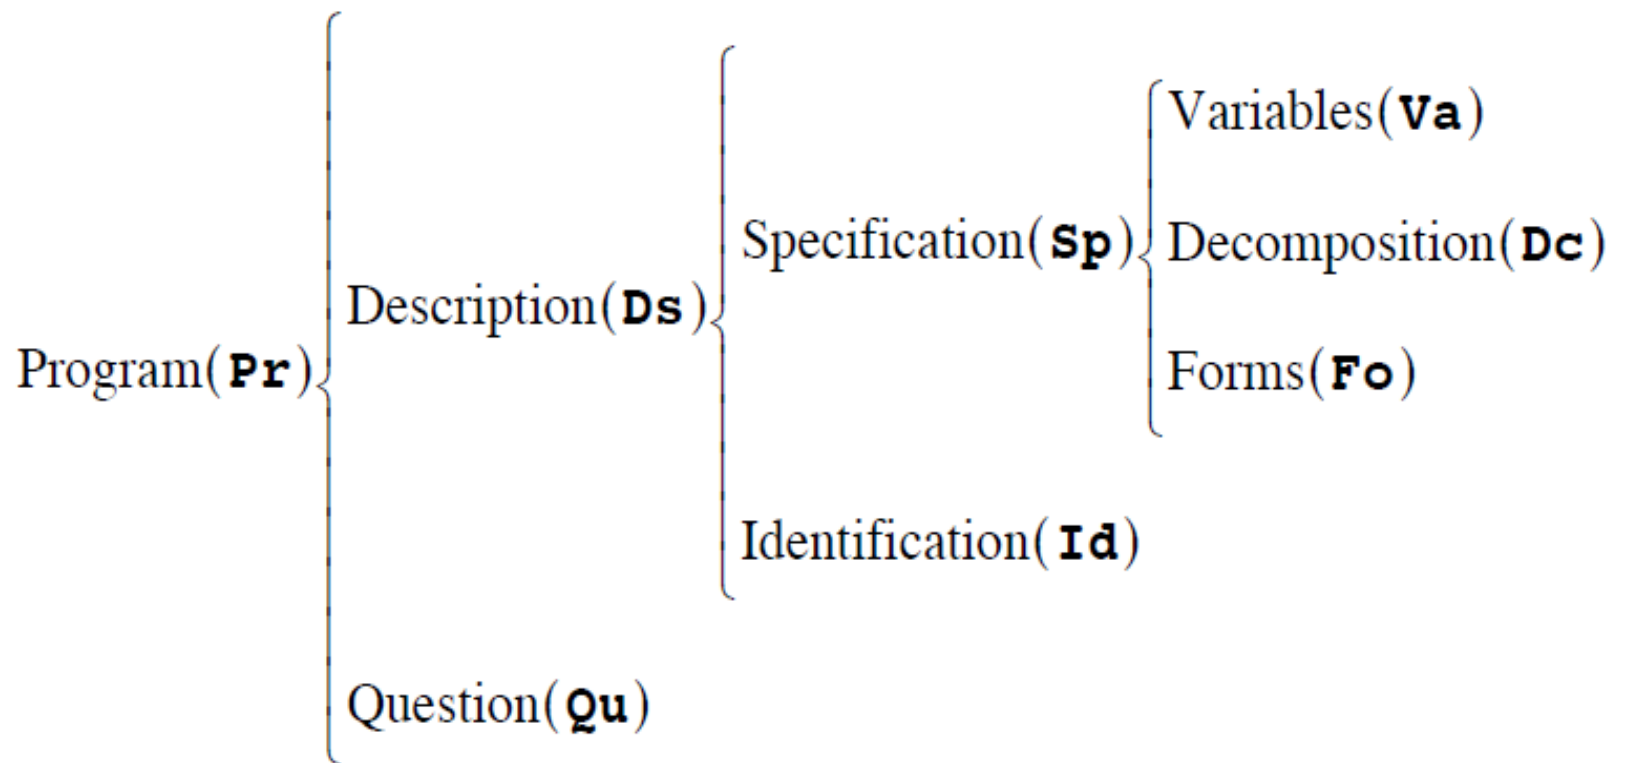 Variables(Va)
Specification(Sp)
Decomposition(Dc)
Description(Ds)
Program(Pr)
Forms(Fo)
Identification(Id)
Question(Qu)